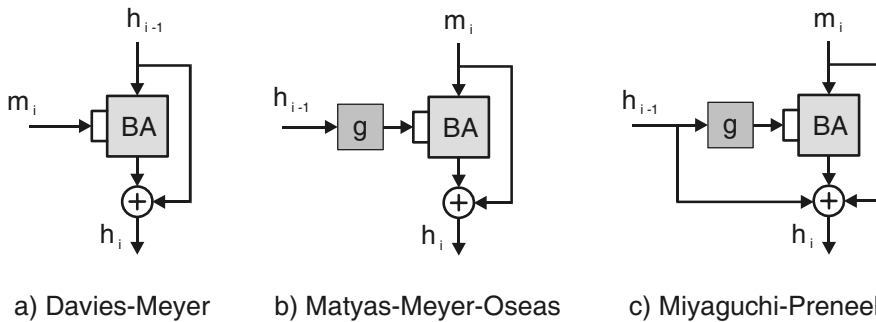 h i-1
m i
BA
+
h i
a) Davies-Meyer
m i
h i-1
g
BA
+
h i
b) Matyas-Meyer-Oseas
m i
h i-1
g
BA
+
h i
c) Miyaguchi-Preneel